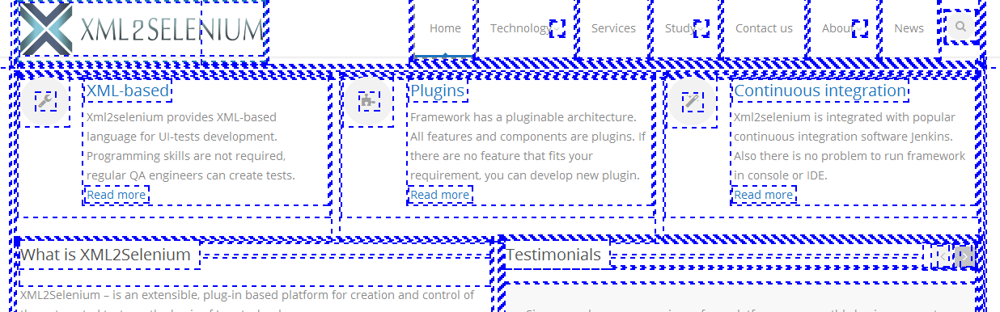 XML2SELENIUM
Home Technology Services Study Contact us About News
XML-based
Xml2selenium provides XML-based
language for UI-tests development.
Programming skills are not required,
regular QA engineers can create tests.
Read more
Plugins
Framework has a pluginable architecture.
All features and components are plugins. If
there are no feature that fits your
requirement, you can develop new plugin.
Read more
Continuous integration
Xml2selenium is integrated with popular
continuous integration software Jenkins.
Also there is no problem to run framework
in console or IDE.
Read more
What is XML2Selenium
XML2Selenium – is an extensible, plug-in based platform for creation and control of
Testimonials